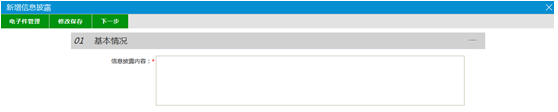 新增信息披露
电子件管理 修改保存 下一步
01 基本情况
信息披露内容：*